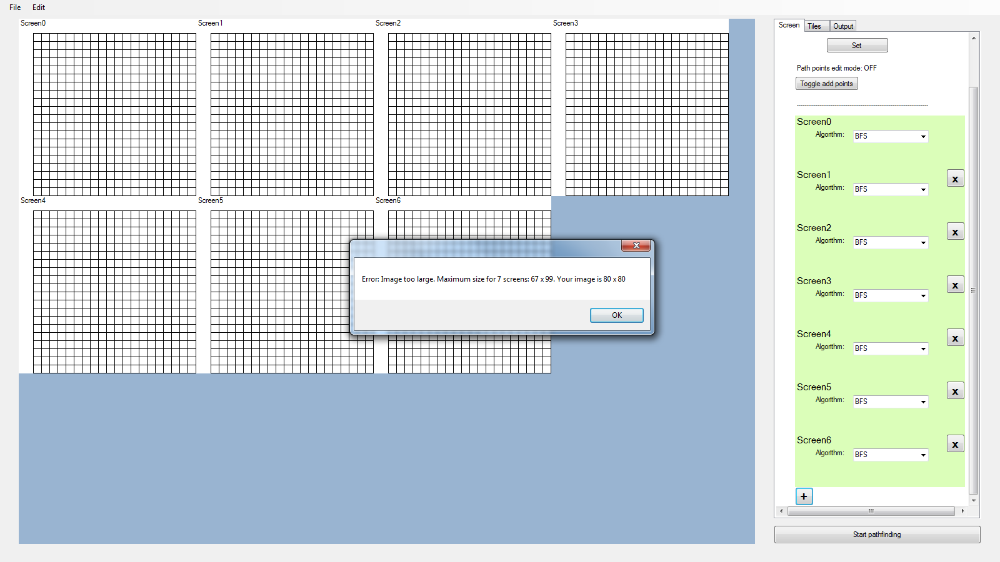 File Edit
Screen0 Screen1 Screen2 Screen3
Screen Tiles Output
Set
Path points edit mode: OFF
Toggle add points
----------------------------------------------------------------------
Screen0
Algorithm: BFS
Screen1 x
Algorithm: BFS
Screen4 Screen5 Screen6
Screen2 x
Algorithm: BFS
Error: Image too large. Maximum size for 7 screens: 67 x 99. Your image is 80 x 80
OK
Screen3 x
Algorithm: BFS
Screen4 x
Algorithm: BFS
Screen5 x
Algorithm: BFS
Screen6 x
Algorithm: BFS
+
Start pathfinding